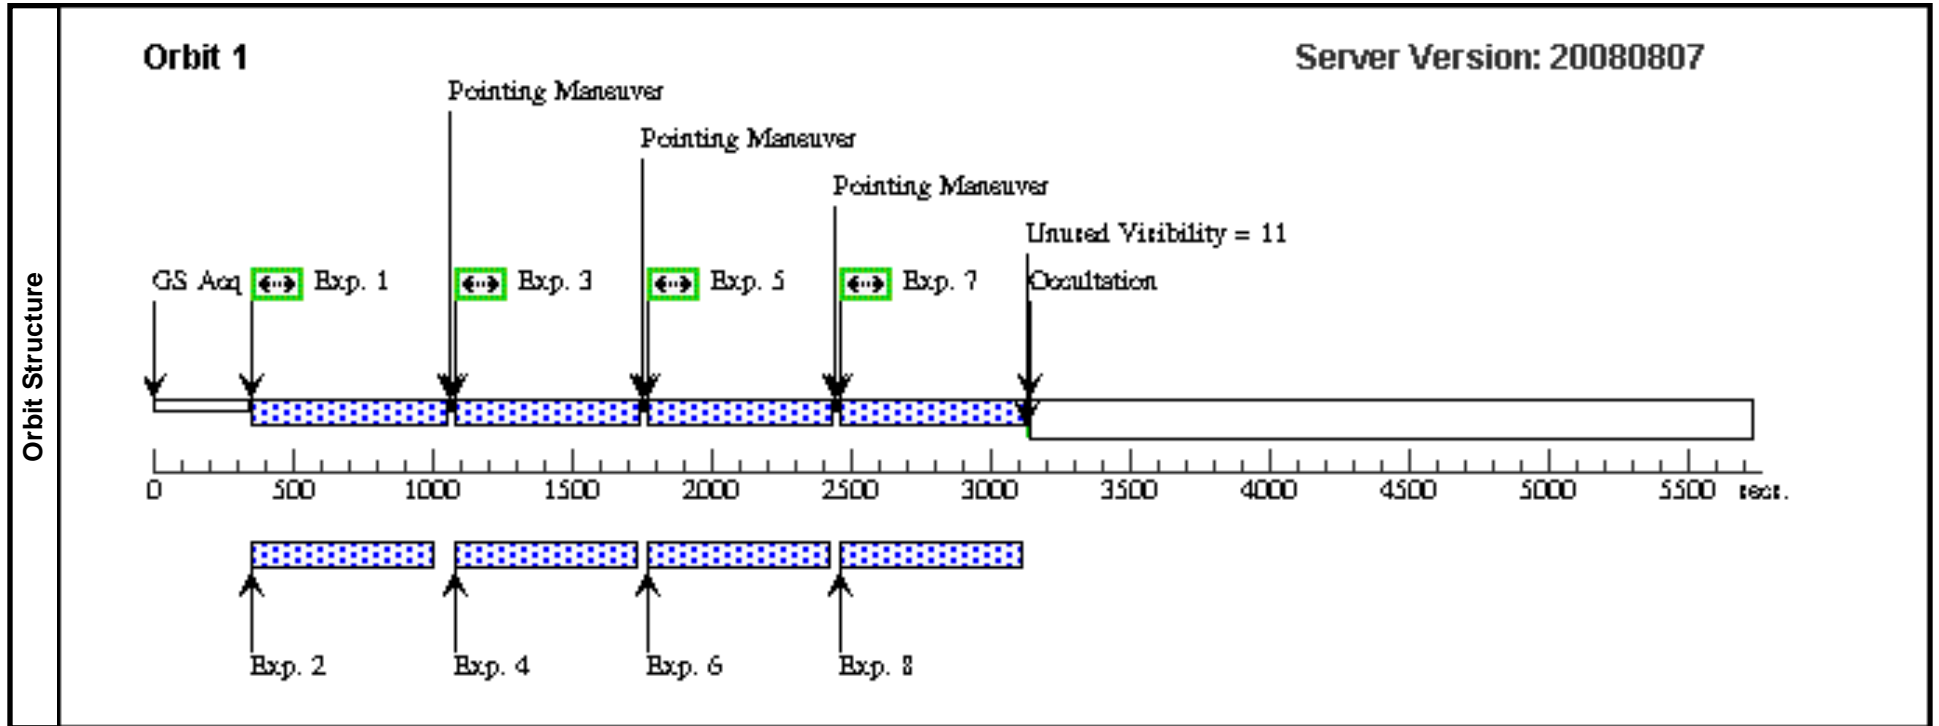 Orbit Structure
Orbit 1
Server Version: 20080807
Pointing Maneuver
Pointing Maneuver
Pointing Maneuver
Unused Visibility = 11
GS Acq
Exp. 1
Exp. 3
Exp. 5
Exp. 7
Occultation
0 500 1000 1500 2000 2500 3000 3500 4000 4500 5000 5500 secs.
Exp. 2
Exp. 4
Exp. 6
Exp. 8